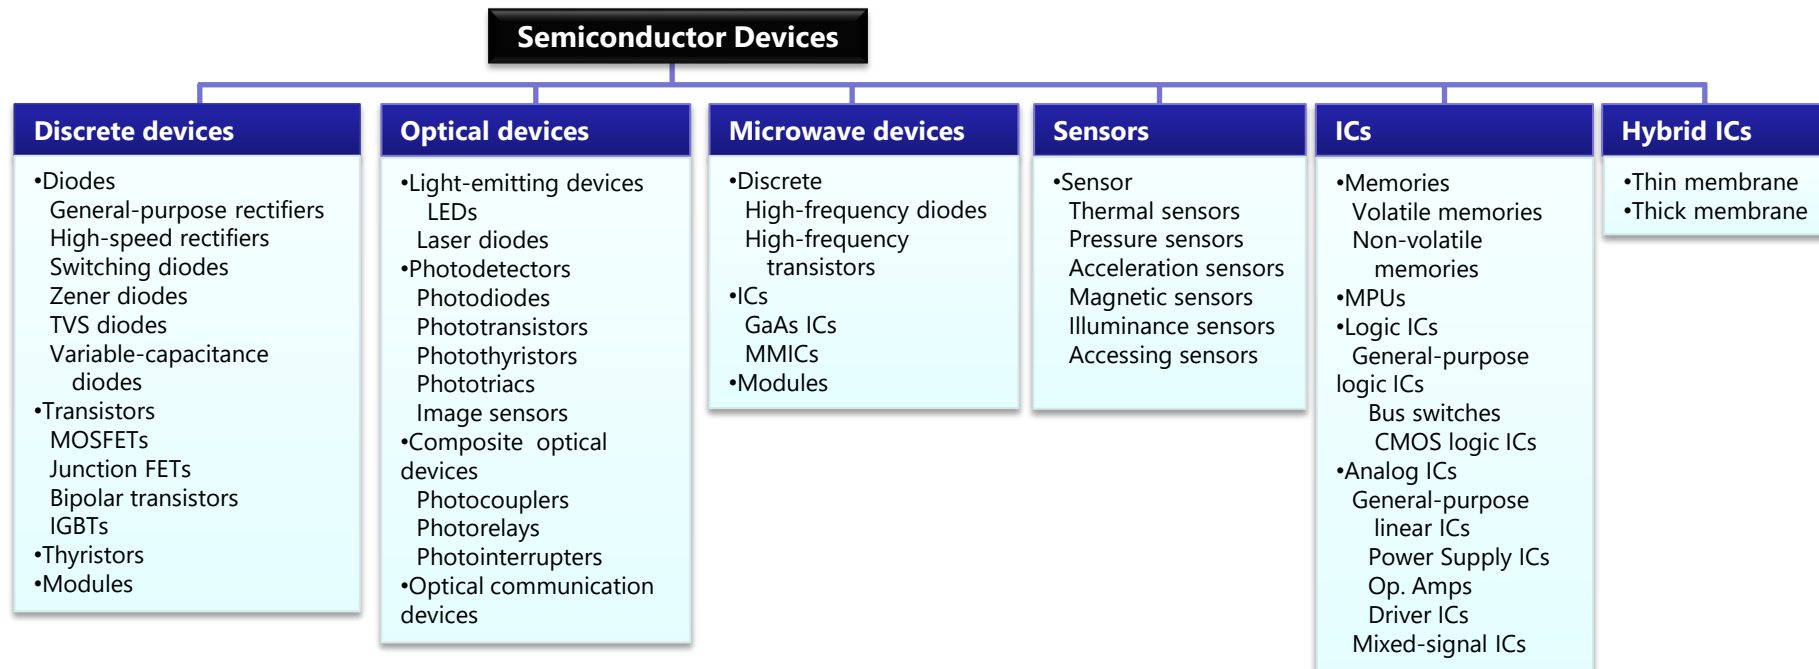 Semiconductor Devices
Discrete devices
•Diodes
General-purpose rectifiers
High-speed rectifiers
Switching diodes
Zener diodes
TVS diodes
Variable-capacitance
diodes
•Transistors
MOSFETs
Junction FETs
Bipolar transistors
IGBTs
•Thyristors
•Modules
Optical devices
•Light-emitting devices
LEDs
Laser diodes
•Photodetectors
Photodiodes
Phototransistors
Photothyristors
Phototriacs
Image sensors
•Composite optical
devices
Photocouplers
Photorelays
Photointerrupters
•Optical communication
devices
Microwave devices
•Discrete
High-frequency diodes
High-frequency
transistors
•ICs
GaAs ICs
MMICs
•Modules
Sensors
•Sensor
Thermal sensors
Pressure sensors
Acceleration sensors
Magnetic sensors
Illuminance sensors
Accessing sensors
ICs
•Memories
Volatile memories
Non-volatile
memories
•MPUs
•Logic ICs
General-purpose
logic ICs
Bus switches
CMOS logic ICs
•Analog ICs
General-purpose
linear ICs
Power Supply ICs
Op. Amps
Driver ICs
Mixed-signal ICs
Hybrid ICs
•Thin membrane
•Thick membrane